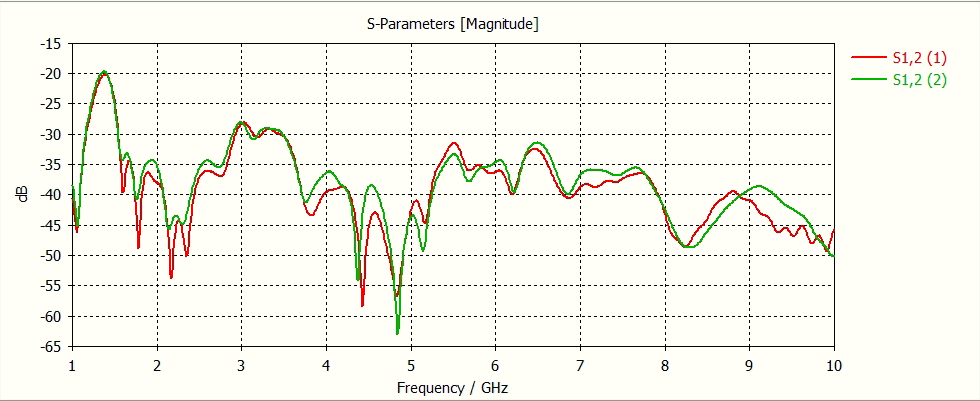 S-Parameters [Magnitude]
-15
-20
-25
-30
-35
-40
-45
-50
-55
-60
-65
dB
1 2 3 4 5 6 7 8 9 10
Frequency / GHz
S1,2 (1)
S1,2 (2)